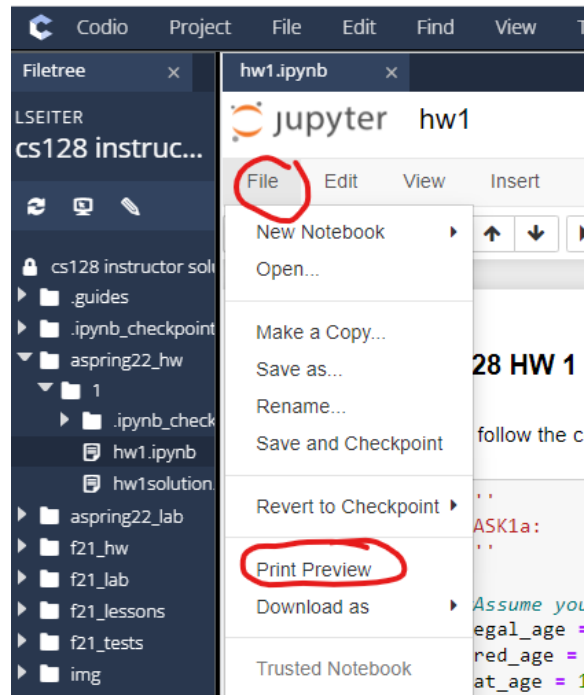 Codio Project File Edit Find View
Filetree × hw1.ipynb ×
LSEITER
cs128 instruc...
jupyter hw1
File Edit View Insert
New Notebook
Open...
Make a Copy...
Save as...
Rename...
Save and Checkpoint
Revert to Checkpoint
Print Preview
Download as
Trusted Notebook
cs128 instructor solu
.guides
.ipynb_checkpoint
aspring22_hw
1
.ipynb_check
hw1.ipynb
hw1solution.
aspring22_lab
f21_hw
f21_lab
f21_lessons
f21_tests
img
28 HW 1
follow the c
''
ASK1a:
''
Assume you
egal_age =
red_age =
at_age = 1